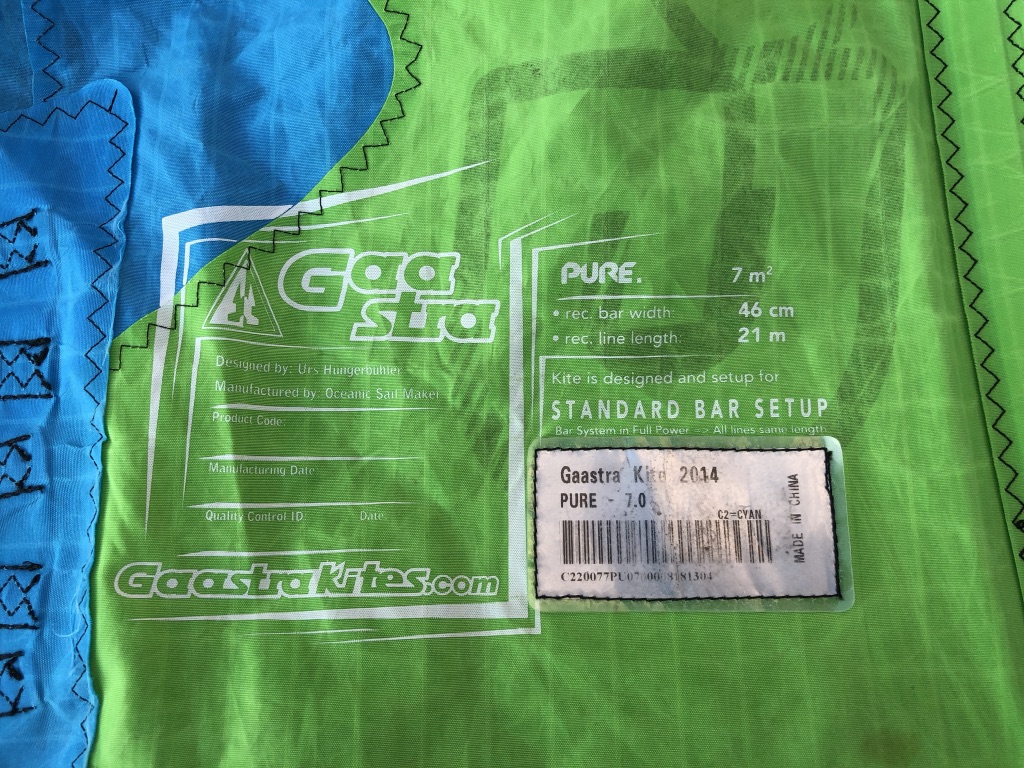 Gaa
stra
Designed by: Urs Hungerbühler
Manufactured by: Oceanic Sail Maker
Product Code:
Manufacturing Date
Quality Control ID Date
GaastraKites.com
PURE. 7 m²
• rec. bar width: 46 cm
• rec. line length: 21 m
Kite is designed and setup for
STANDARD BAR SETUP
Bar System in Full Power --> All lines same length
Gaastra Kite 2014
PURE - 7.0
C2=CYAN
MADE IN CHINA